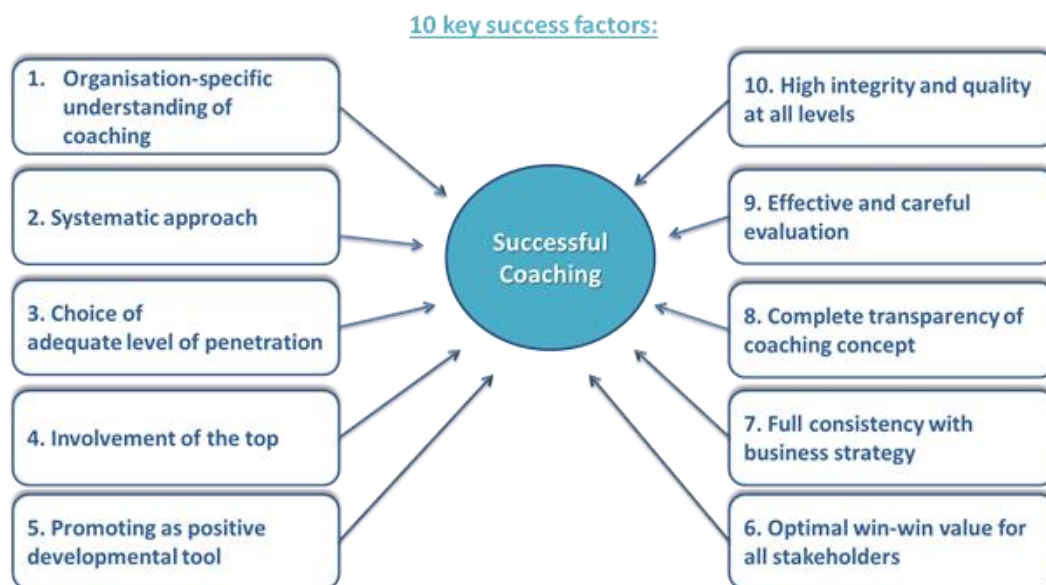 10 key success factors:
1. Organisation-specific
understanding of
coaching
2. Systematic approach
3. Choice of
adequate level of penetration
4. Involvement of the top
5. Promoting as positive
developmental tool
Successful
Coaching
10. High integrity and quality
at all levels
9. Effective and careful
evaluation
8. Complete transparency of
coaching concept
7. Full consistency with
business strategy
6. Optimal win-win value for
all stakeholders